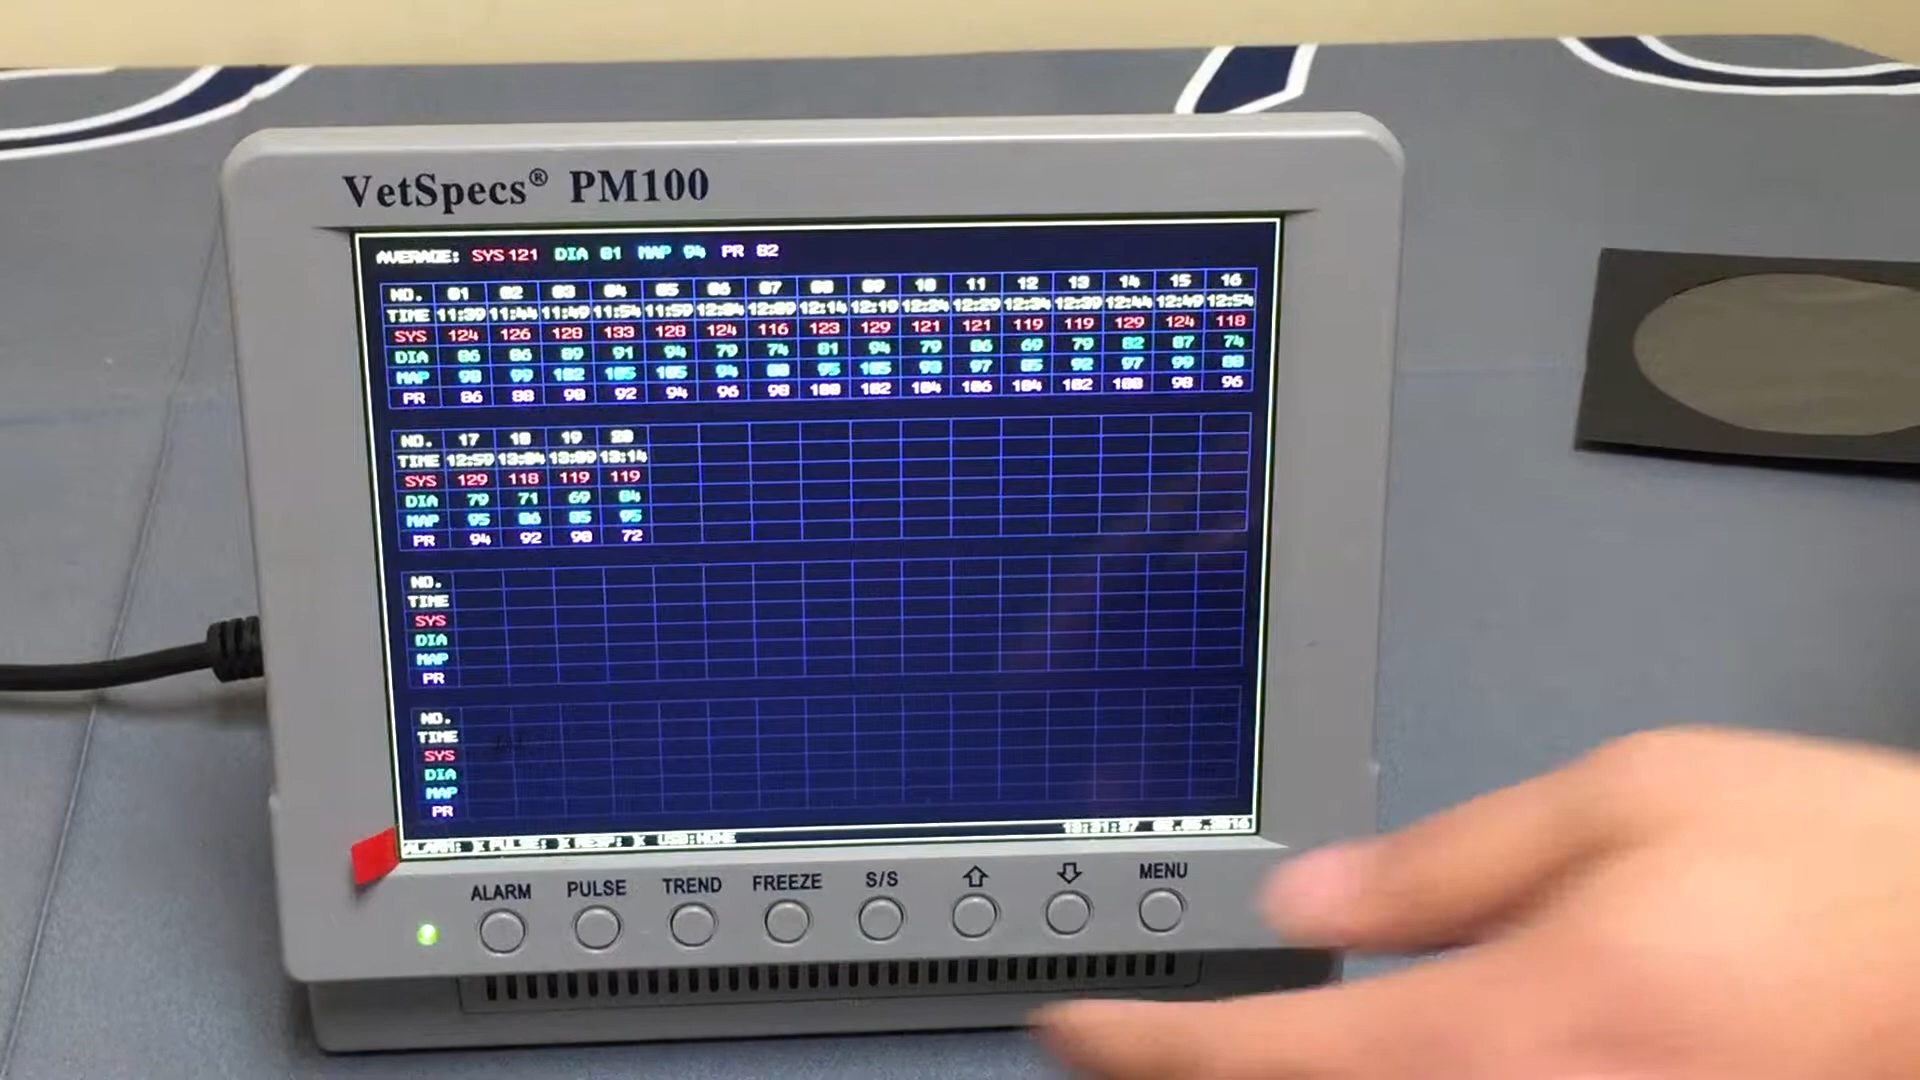 VetSpecs® PM100
AVERAGE: SYS 121 DIA 81 MAP 94 PR 82
NO. 01 02 03 04 05 06 07 08 09 10 11 12 13 14 15 16
TIME 11:39 11:44 11:49 11:54 11:59 12:04 12:09 12:14 12:19 12:24 12:29 12:34 12:39 12:44 12:49 12:54
SYS 124 126 128 133 128 124 116 123 129 121 121 119 119 129 124 118
DIA 86 86 89 91 94 79 74 81 94 79 86 69 79 82 87 74
MAP 98 99 102 105 105 94 88 95 105 93 97 85 92 97 99 88
PR 86 88 90 92 94 96 98 100 102 104 106 104 102 100 98 96
NO. 17 18 19 20
TIME 12:59 13:04 13:09 13:14
SYS 129 118 119 119
DIA 79 71 69 84
MAP 95 86 85 95
PR 94 92 90 72
NO.
TIME
SYS
DIA
MAP
PR
NO.
TIME
SYS
DIA
MAP
PR
ALARM: PULSE: RESP: USB:NONE
ALARM PULSE TREND FREEZE S/S MENU